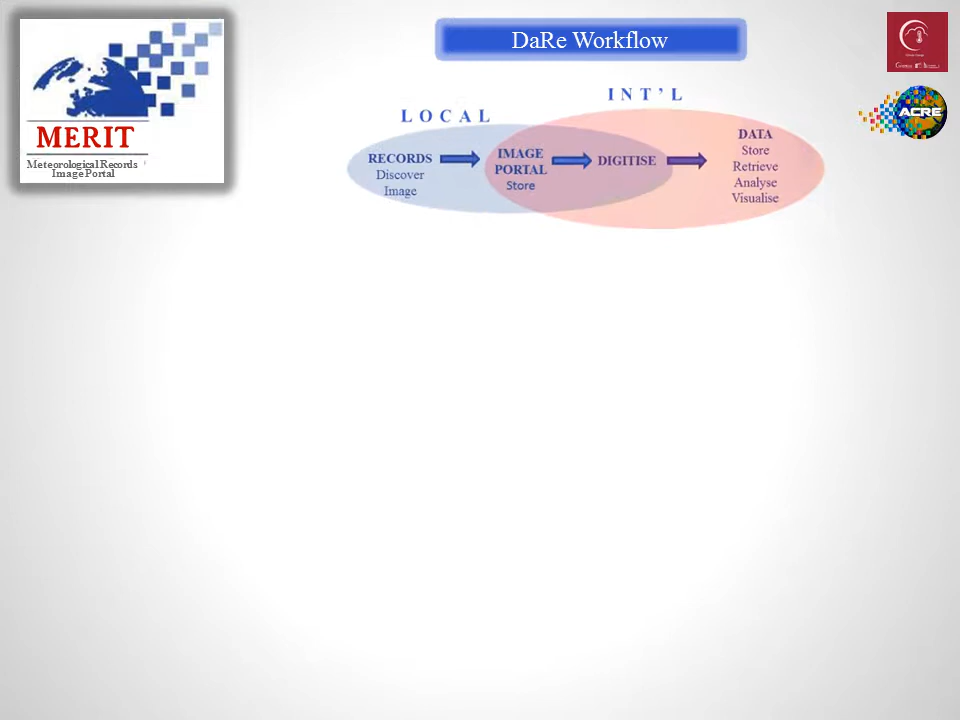 DaRe Workflow
MERIT
Meteorological Records
Image Portal
ACRE
LOCAL
INT'L
RECORDS
Discover
Image
IMAGE
PORTAL
Store
DIGITISE
DATA
Store
Retrieve
Analyse
Visualise